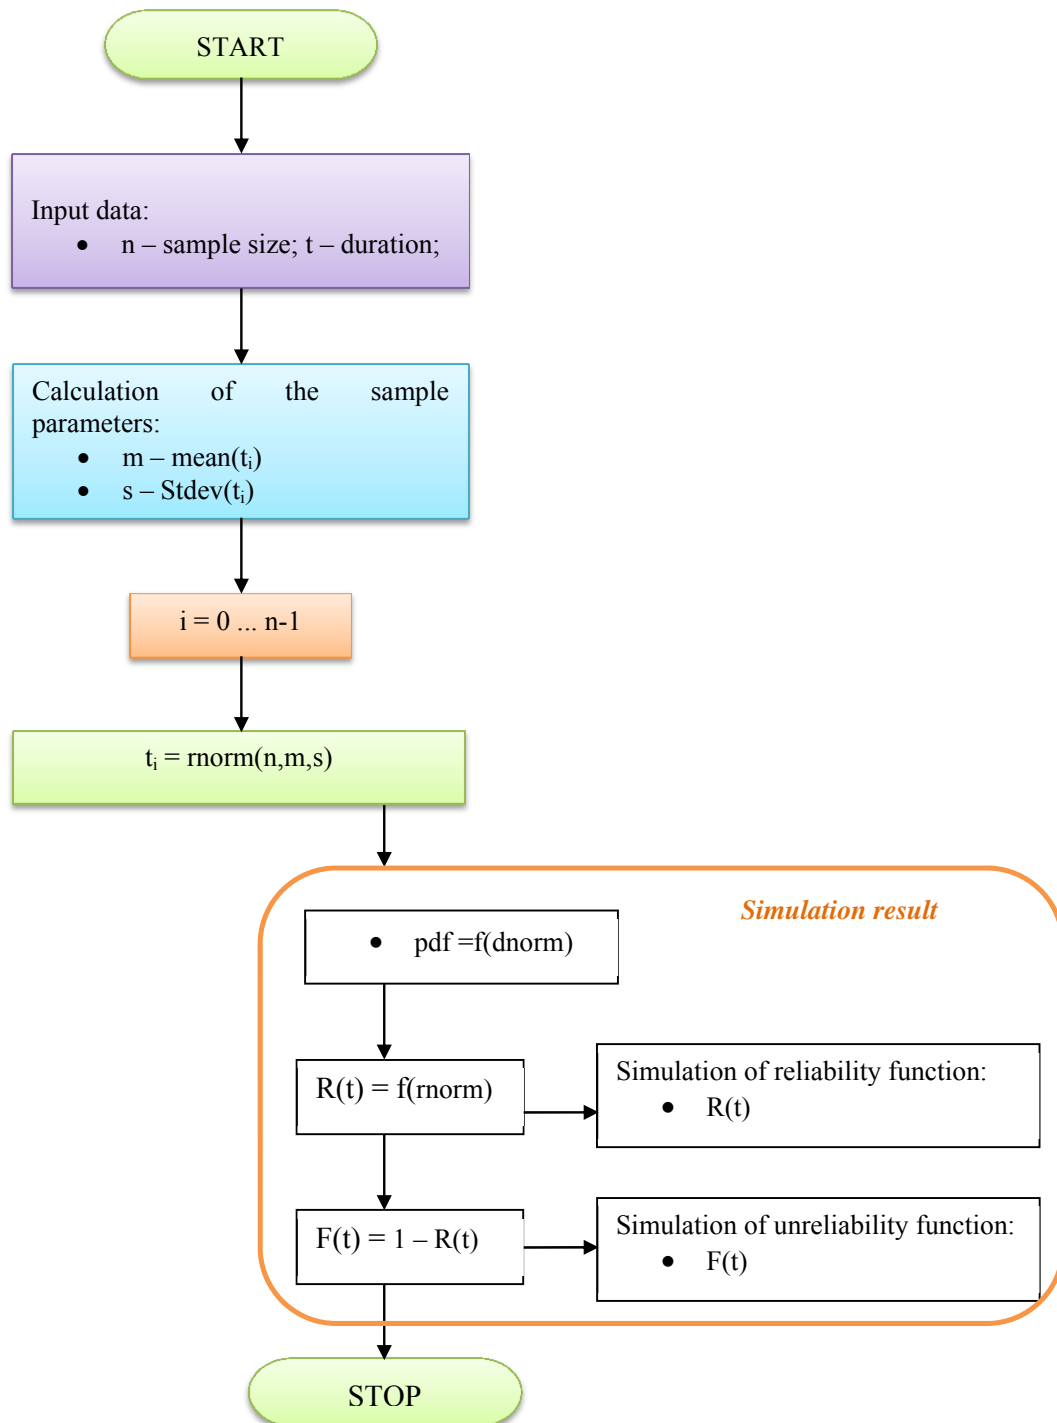 START
Input data:
• n – sample size; t – duration;
Calculation of the sample
parameters:
• m – mean(tᵢ)
• s – Stdev(tᵢ)
i = 0 ... n-1
tᵢ = rnorm(n,m,s)
Simulation result
• pdf =f(dnorm)
R(t) = f(rnorm)
Simulation of reliability function:
• R(t)
F(t) = 1 – R(t)
Simulation of unreliability function:
• F(t)
STOP